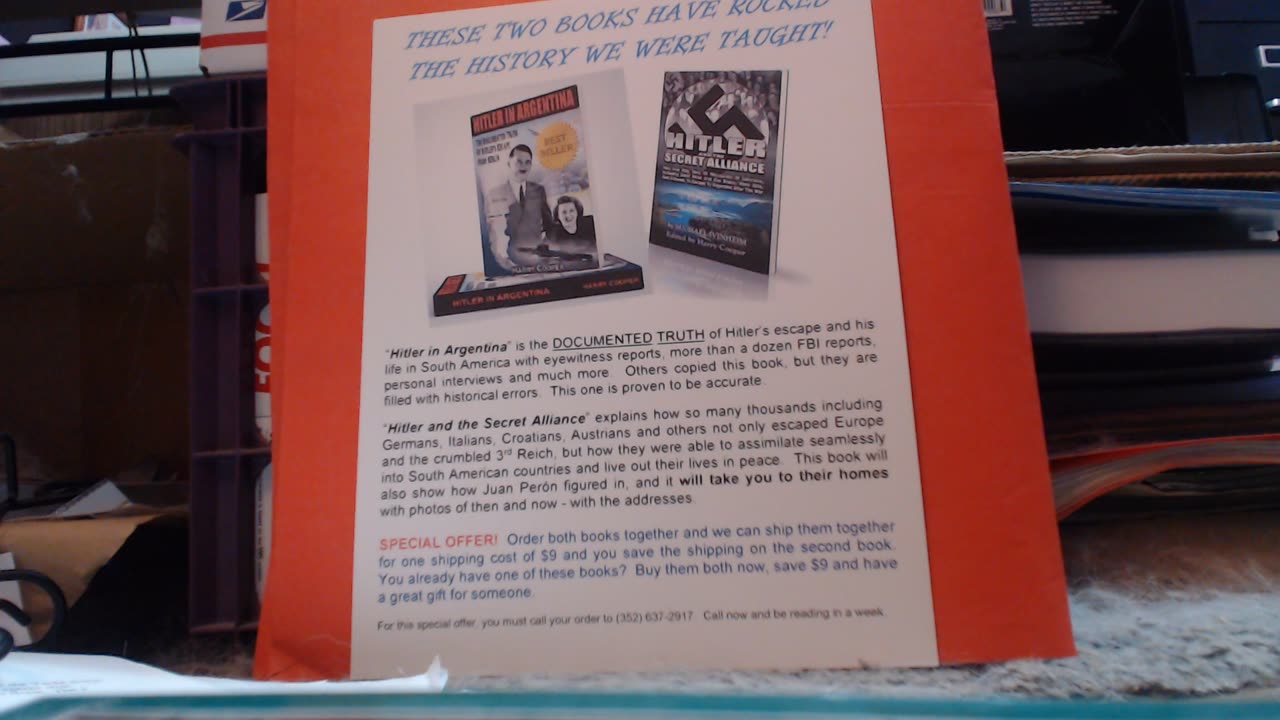 THESE TWO BOOKS HAVE ROCKED
THE HISTORY WE WERE TAUGHT!
HITLER IN ARGENTINA
BEST
SELLER
HARRY COOPER
HITLER IN ARGENTINA HARRY COOPER
HITLER
SECRET ALLIANCE
Edited by Harry Cooper
"Hitler in Argentina" is the DOCUMENTED TRUTH of Hitler's escape and his
life in South America with eyewitness reports, more than a dozen FBI reports,
personal interviews and much more. Others copied this book, but they are
filled with historical errors. This one is proven to be accurate.
"Hitler and the Secret Alliance" explains how so many thousands including
Germans, Italians, Croatians, Austrians and others not only escaped Europe
and the crumbled 3rd Reich, but how they were able to assimilate seamlessly
into South American countries and live out their lives in peace. This book will
also show how Juan Perón figured in, and it will take you to their homes
with photos of then and now - with the addresses.
SPECIAL OFFER! Order both books together and we can ship them together
for one shipping cost of $9 and you save the shipping on the second book.
You already have one of these books? Buy them both now, save $9 and have
a great gift for someone.
For this special offer, you must call your order to (352) 637-2917. Call now and be reading in a week.